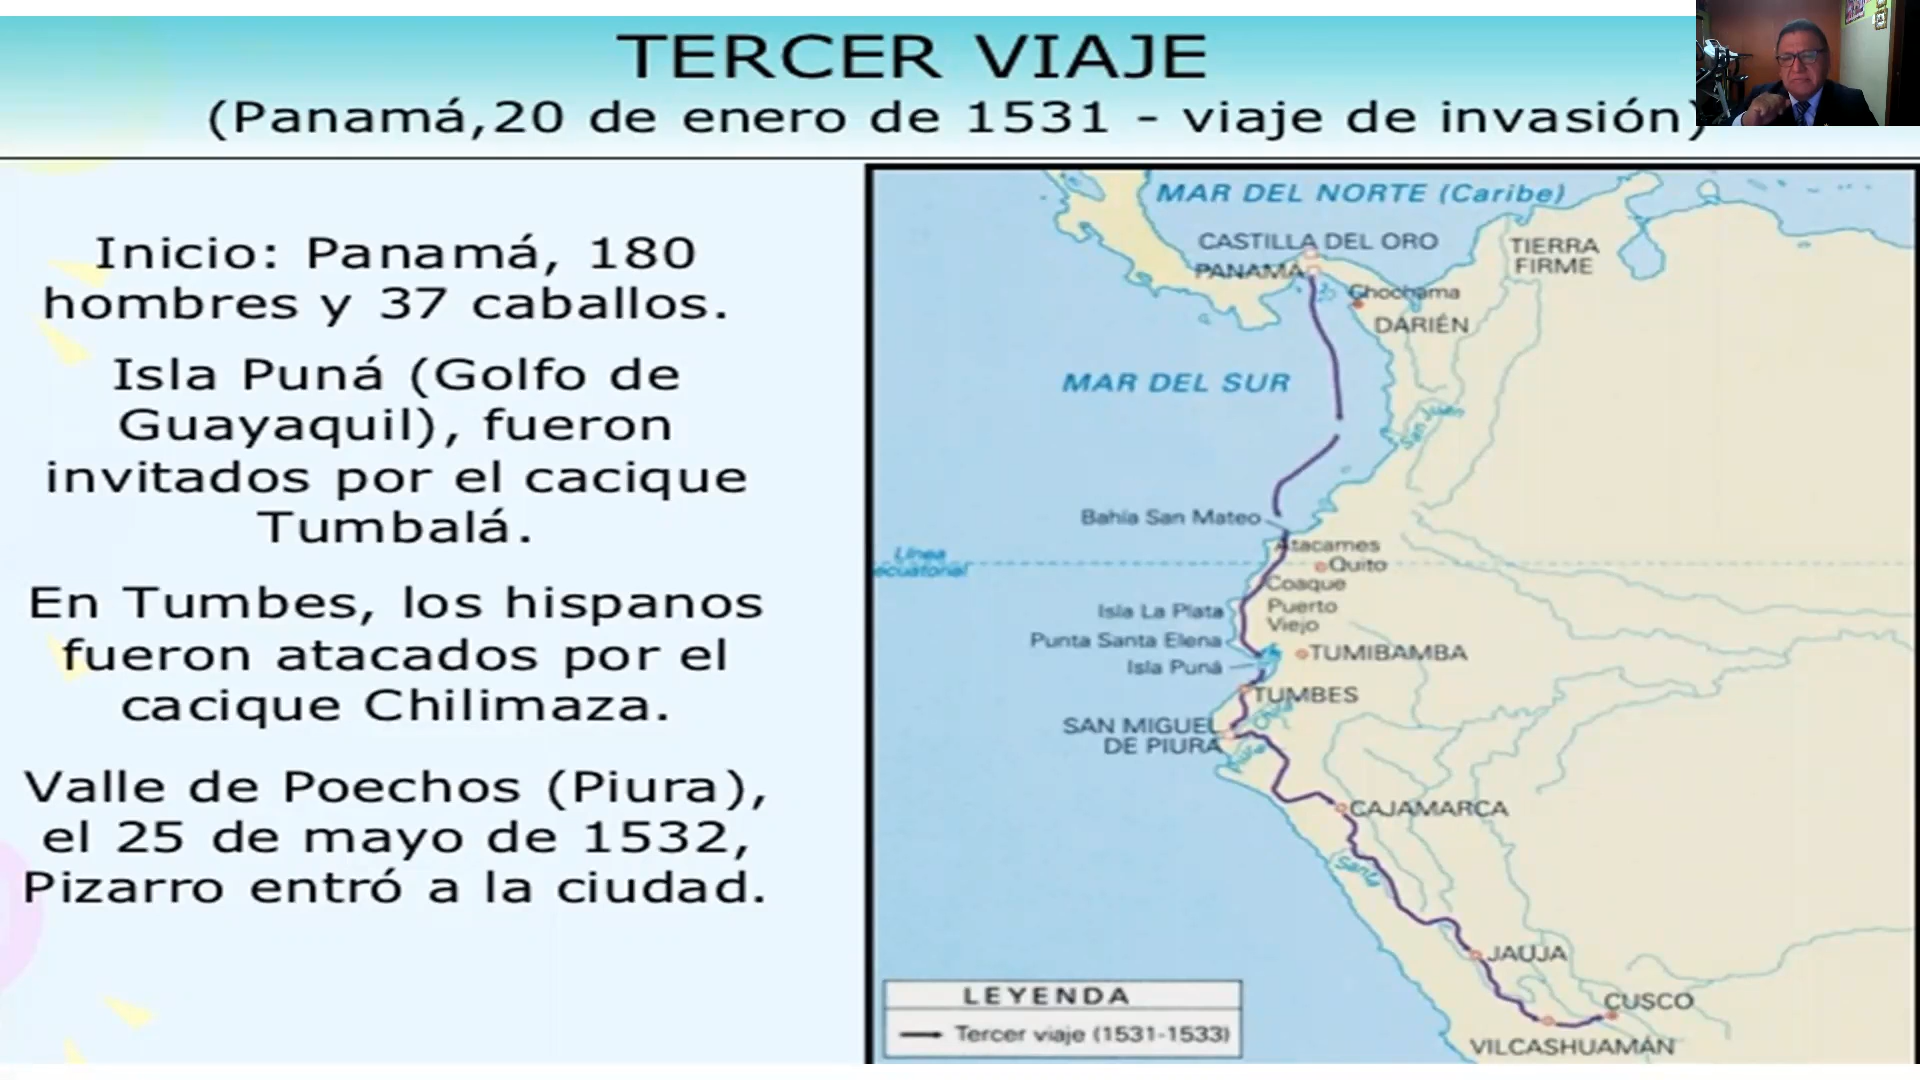 TERCER VIAJE
(Panamá,20 de enero de 1531 - viaje de invasión)
Inicio: Panamá, 180
hombres y 37 caballos.
Isla Puná (Golfo de
Guayaquil), fueron
invitados por el cacique
Tumbalá.
En Tumbes, los hispanos
fueron atacados por el
cacique Chilimaza.
Valle de Poechos (Piura),
el 25 de mayo de 1532,
Pizarro entró a la ciudad.
MAR DEL NORTE (Caribe)
CASTILLA DEL ORO
TIERRA
FIRME
PANAMÁ
Chochama
DARIÉN
MAR DEL SUR
San Juan
Bahía San Mateo
Atacames
Línea
ecuatorial
Quito
Coaque
Isla La Plata
Puerto
Viejo
Punta Santa Elena
TUMIBAMBA
Isla Puná
TUMBES
SAN MIGUEL
DE PIURA
CAJAMARCA
Santa
JAUJA
CUSCO
VILCASHUAMÁN
LEYENDA
Tercer viaje (1531-1533)